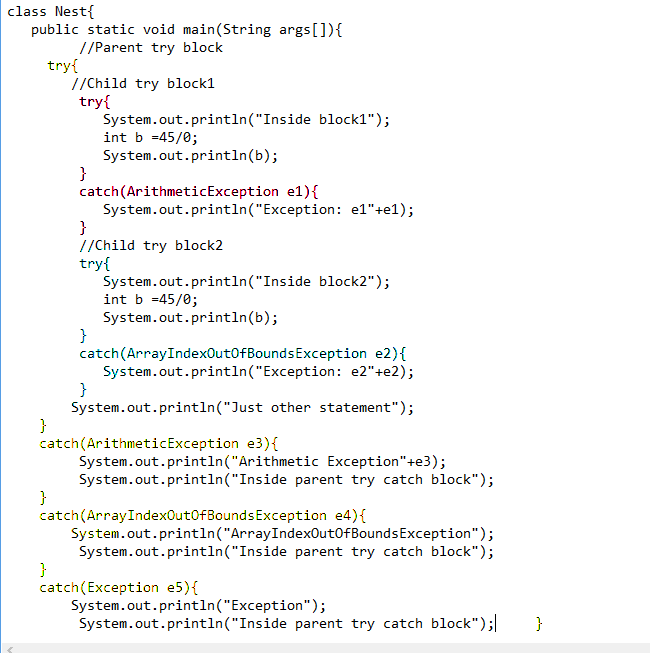 class Nest{
public static void main(String args[]){
//Parent try block
try{
//Child try block1
try{
System.out.println("Inside block1");
int b =45/0;
System.out.println(b);
}
catch(ArithmeticException e1){
System.out.println("Exception: e1"+e1);
}
//Child try block2
try{
System.out.println("Inside block2");
int b =45/0;
System.out.println(b);
}
catch(ArrayIndexOutOfBoundsException e2){
System.out.println("Exception: e2"+e2);
}
System.out.println("Just other statement");
}
catch(ArithmeticException e3){
System.out.println("Arithmetic Exception"+e3);
System.out.println("Inside parent try catch block");
}
catch(ArrayIndexOutOfBoundsException e4){
System.out.println("ArrayIndexOutOfBoundsException");
System.out.println("Inside parent try catch block");
}
catch(Exception e5){
System.out.println("Exception");
System.out.println("Inside parent try catch block"); }